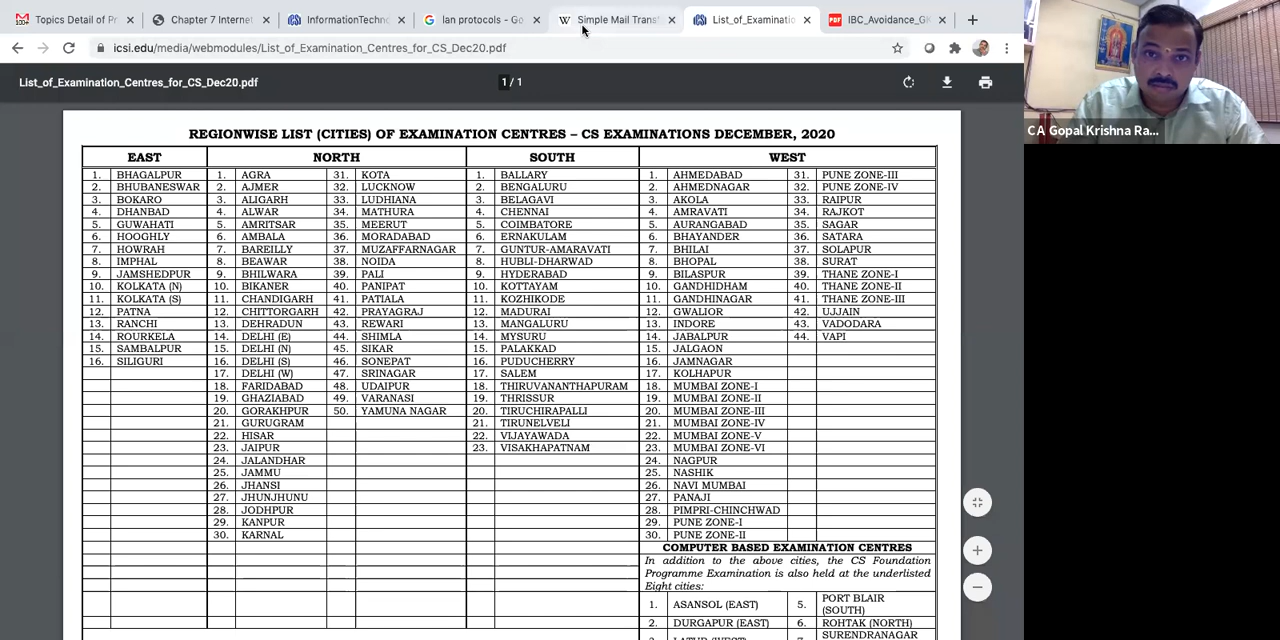 Topics Detail of Pr
Chapter 7 Internet
InformationTechno
lan protocols - Go
Simple Mail Trans
List_of_Examinatio
IBC_Avoidance_GK
icsi.edu/media/webmodules/List_of_Examination_Centres_for_CS_Dec20.pdf
List_of_Examination_Centres_for_CS_Dec20.pdf
1 / 1
C A Gopal Krishna Ra...
REGIONWISE LIST (CITIES) OF EXAMINATION CENTRES – CS EXAMINATIONS DECEMBER, 2020
EAST NORTH SOUTH WEST
1. BHAGALPUR 1. AGRA 31. KOTA 1. BALLARY 1. AHMEDABAD 31. PUNE ZONE-III
2. BHUBANESWAR 2. AJMER 32. LUCKNOW 2. BENGALURU 2. AHMEDNAGAR 32. PUNE ZONE-IV
3. BOKARO 3. ALIGARH 33. LUDHIANA 3. BELAGAVI 3. AKOLA 33. RAIPUR
4. DHANBAD 4. ALWAR 34. MATHURA 4. CHENNAI 4. AMRAVATI 34. RAJKOT
5. GUWAHATI 5. AMRITSAR 35. MEERUT 5. COIMBATORE 5. AURANGABAD 35. SAGAR
6. HOOGHLY 6. AMBALA 36. MORADABAD 6. ERNAKULAM 6. BHAYANDER 36. SATARA
7. HOWRAH 7. BAREILLY 37. MUZAFFARNAGAR 7. GUNTUR-AMARAVATI 7. BHILAI 37. SOLAPUR
8. IMPHAL 8. BEAWAR 38. NOIDA 8. HUBLI-DHARWAD 8. BHOPAL 38. SURAT
9. JAMSHEDPUR 9. BHILWARA 39. PALI 9. HYDERABAD 9. BILASPUR 39. THANE ZONE-I
10. KOLKATA (N) 10. BIKANER 40. PANIPAT 10. KOTTAYAM 10. GANDHIDHAM 40. THANE ZONE-II
11. KOLKATA (S) 11. CHANDIGARH 41. PATIALA 11. KOZHIKODE 11. GANDHINAGAR 41. THANE ZONE-III
12. PATNA 12. CHITTORGARH 42. PRAYAGRAJ 12. MADURAI 12. GWALIOR 42. UJJAIN
13. RANCHI 13. DEHRADUN 43. REWARI 13. MANGALURU 13. INDORE 43. VADODARA
14. ROURKELA 14. DELHI (E) 44. SHIMLA 14. MYSURU 14. JABALPUR 44. VAPI
15. SAMBALPUR 15. DELHI (N) 45. SIKAR 15. PALAKKAD 15. JALGAON
16. SILIGURI 16. DELHI (S) 46. SONEPAT 16. PUDUCHERRY 16. JAMNAGAR
17. DELHI (W) 47. SRINAGAR 17. SALEM 17. KOLHAPUR
18. FARIDABAD 48. UDAIPUR 18. THIRUVANANTHAPURAM 18. MUMBAI ZONE-I
19. GHAZIABAD 49. VARANASI 19. THRISSUR 19. MUMBAI ZONE-II
20. GORAKHPUR 50. YAMUNA NAGAR 20. TIRUCHIRAPALLI 20. MUMBAI ZONE-III
21. GURUGRAM 21. TIRUNELVELI 21. MUMBAI ZONE-IV
22. HISAR 22. VIJAYAWADA 22. MUMBAI ZONE-V
23. JAIPUR 23. VISAKHAPATNAM 23. MUMBAI ZONE-VI
24. JALANDHAR 24. NAGPUR
25. JAMMU 25. NASHIK
26. JHANSI 26. NAVI MUMBAI
27. JHUNJHUNU 27. PANAJI
28. JODHPUR 28. PIMPRI-CHINCHWAD
29. KANPUR 29. PUNE ZONE-I
30. KARNAL 30. PUNE ZONE-II
COMPUTER BASED EXAMINATION CENTRES
In addition to the above cities, the CS Foundation
Programme Examination is also held at the underlisted
Eight cities:
1. ASANSOL (EAST) 5. PORT BLAIR
(SOUTH)
2. DURGAPUR (EAST) 6. ROHTAK (NORTH)
SURENDRANAGAR